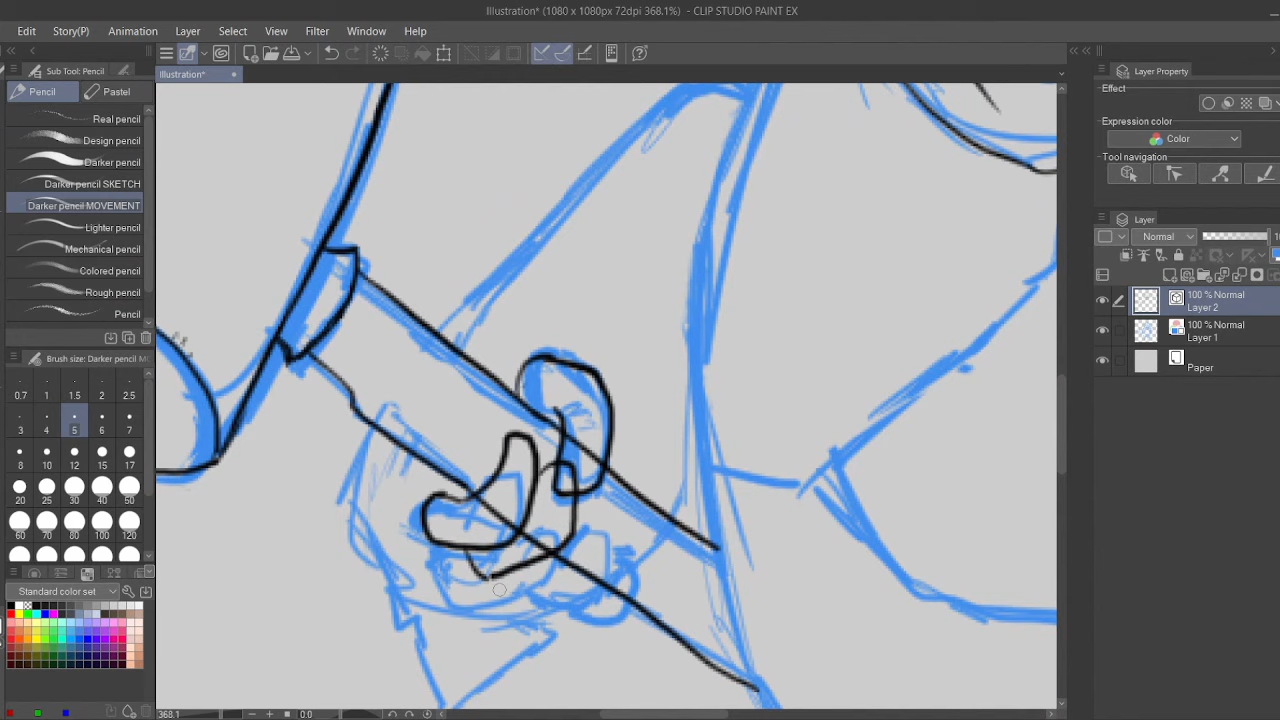 Illustration* (1080 x 1080px 72dpi 368.1%) - CLIP STUDIO PAINT EX
Edit Story(P) Animation Layer Select View Filter Window Help
Sub Tool: Pencil
Illustration*
Layer Property
Pencil Pastel
Effect
Real pencil
Design pencil
Darker pencil
Darker pencil SKETCH
Darker pencil MOVEMENT
Lighter pencil
Mechanical pencil
Colored pencil
Rough pencil
Pencil
Expression color
Color
Tool navigation
Layer
Normal
100 % Normal
Layer 2
100 % Normal
Layer 1
Paper
Brush size: Darker pencil MO
0.7 1 1.5 2 2.5
3 4 5 6 7
8 10 12 15 17
20 25 30 40 50
60 70 80 100 120
Standard color set
368.1 0.0